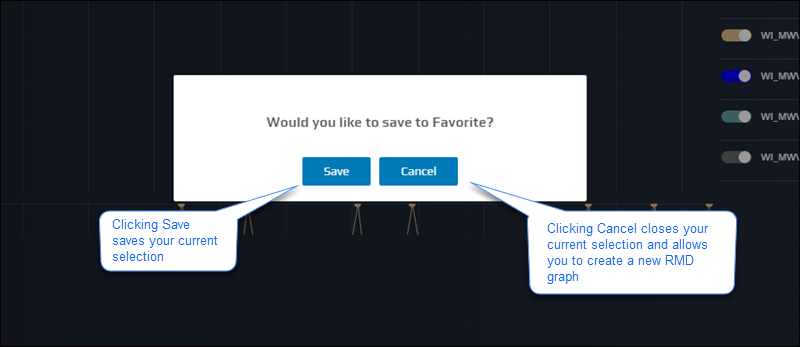 WI_MWV
WI_MWV
WI_MWV
WI_MWV
Would you like to save to Favorite?
Save
Cancel
Clicking Save
saves your current
selection
Clicking Cancel closes your
current selection and allows
you to create a new RMD
graph